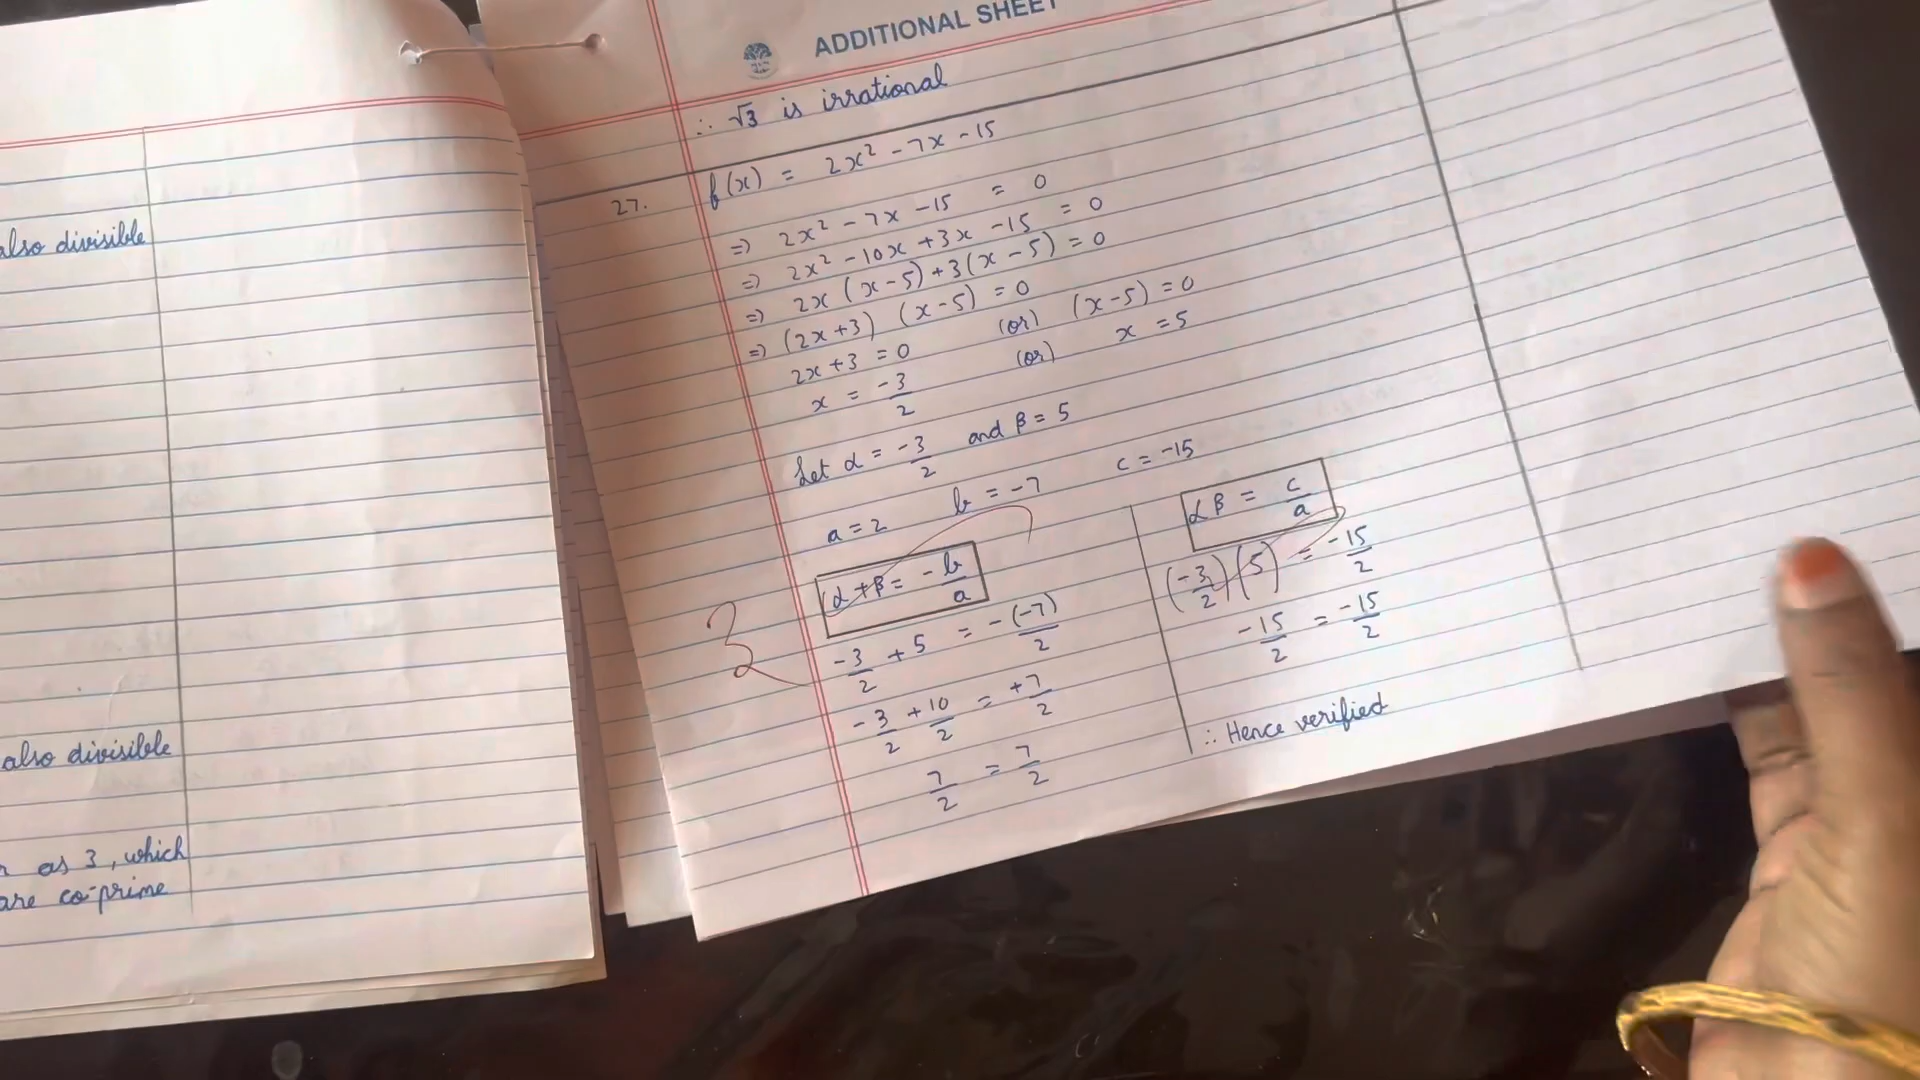 also divisible
also divisible
as 3, which
are co-prime
ADDITIONAL SHEET
∴ √3 is irrational
27. f(x) = 2x² - 7x - 15
=) 2x² - 7x - 15 = 0
=) 2x² - 10x + 3x - 15 = 0
=) 2x (x - 5) + 3(x - 5) = 0
=) (2x + 3) (x - 5) = 0
2x + 3 = 0 (or) (x - 5) = 0
x = -3/2 (or) x = 5
Let α = -3/2 and β = 5
a = 2 b = -7 c = -15
α + β = -b/a
-3/2 + 5 = -(-7)/2
-3/2 + 10/2 = +7/2
7/2 = 7/2
αβ = c/a
(-3/2) (5) = -15/2
-15/2 = -15/2
∴ Hence verified
3